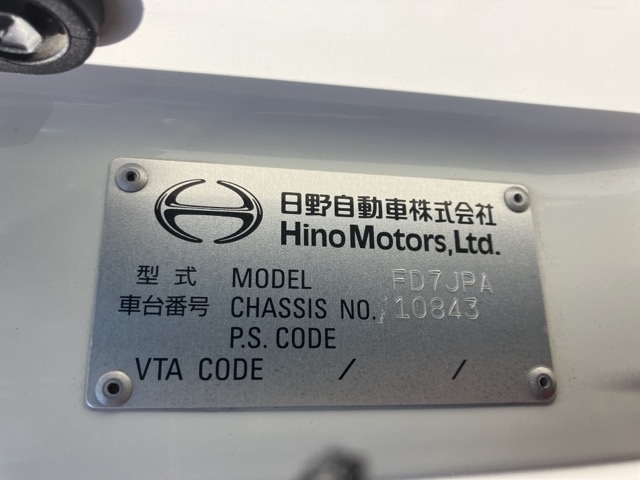 日野自動車株式会社
Hino Motors, Ltd.
型式 MODEL FD7JPA
車台番号 CHASSIS NO. 10843
P.S. CODE
VTA CODE / /